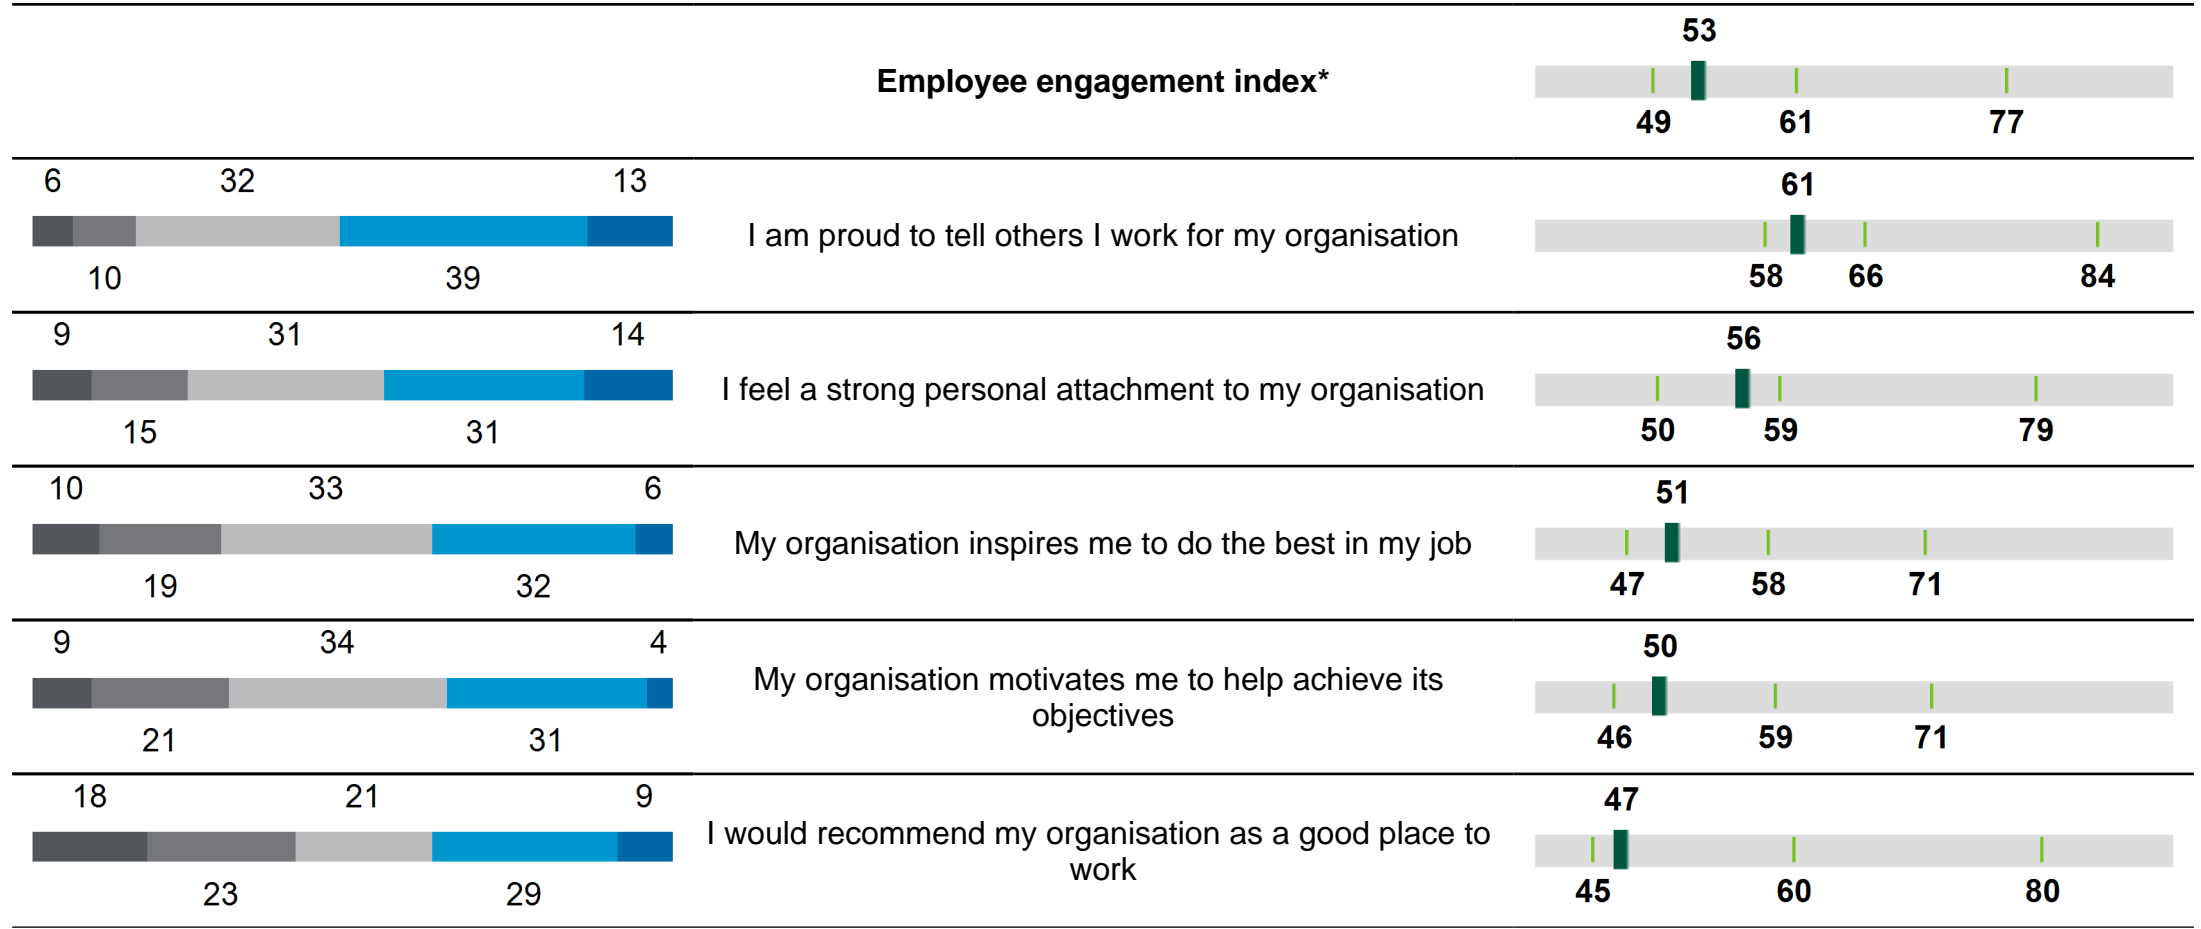 53
Employee engagement index*
49 61 77
6 32 13
10 39
I am proud to tell others I work for my organisation
61
58 66 84
9 31 14
15 31
I feel a strong personal attachment to my organisation
56
50 59 79
10 33 6
19 32
My organisation inspires me to do the best in my job
51
47 58 71
9 34 4
21 31
My organisation motivates me to help achieve its
objectives
50
46 59 71
18 21 9
23 29
I would recommend my organisation as a good place to
work
47
45 60 80